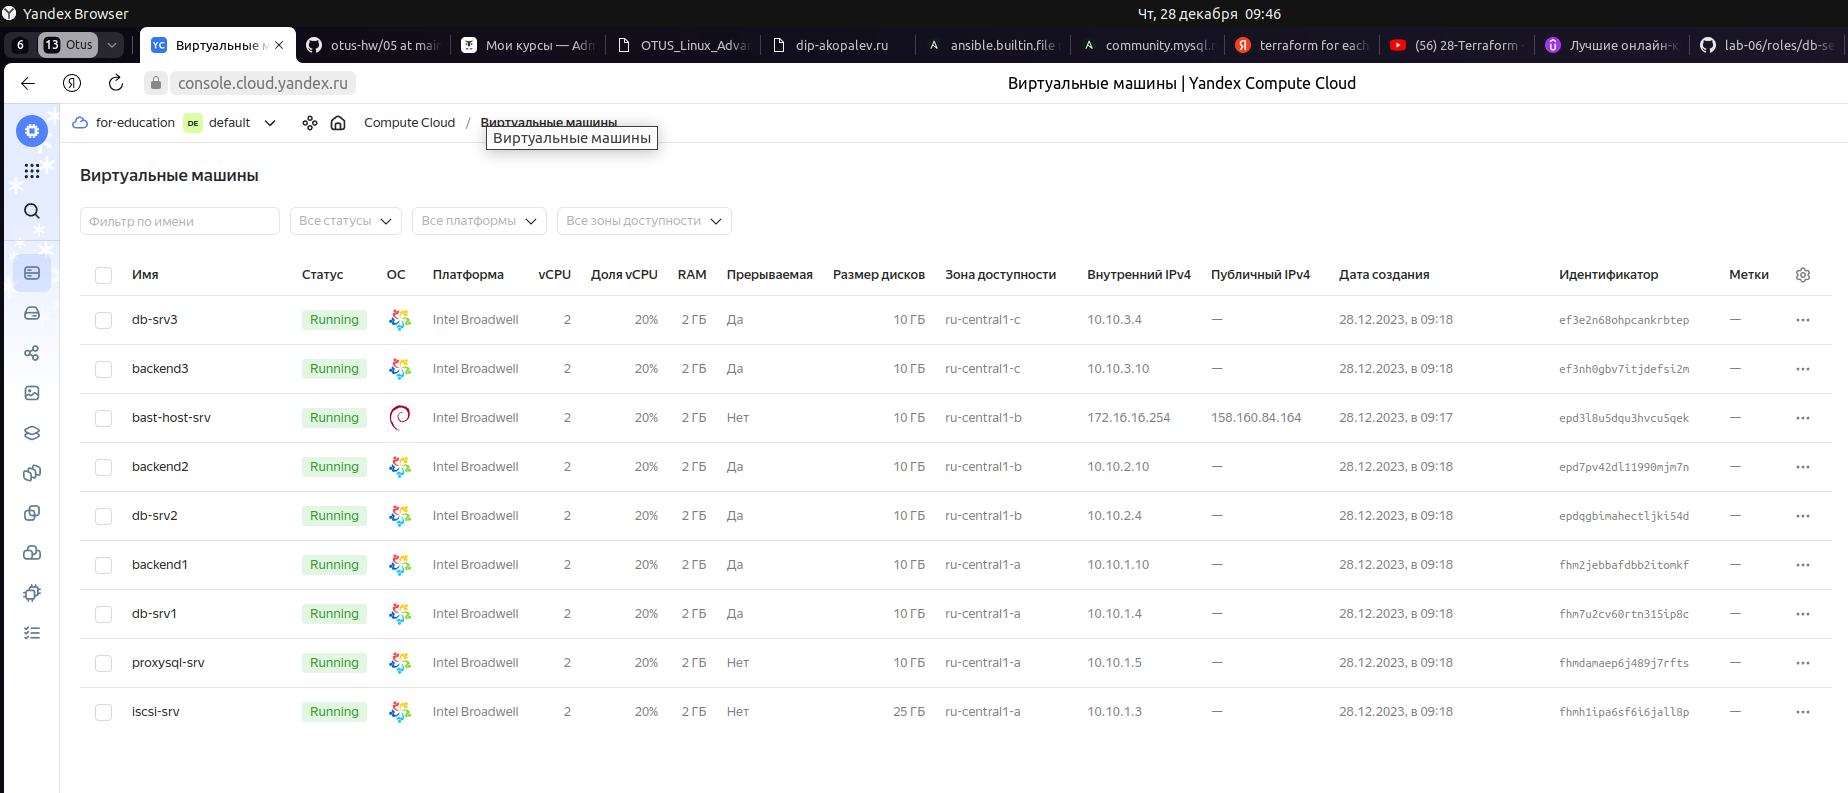 Yandex Browser
Чт, 28 декабря 09:46
6 13 Otus Виртуальные м otus-hw/05 at mai Мои курсы — Adm OTUS_Linux_Adva dip-akopalev.ru ansible.builtin.file community.mysql. terraform for each (56) 28-Terraform Лучшие онлайн-к lab-06/roles/db-se
console.cloud.yandex.ru Виртуальные машины | Yandex Compute Cloud
for-education DE default Compute Cloud / Виртуальные машины
Виртуальные машины
Виртуальные машины
Фильтр по имени Все статусы Все платформы Все зоны доступности
Имя Статус ОС Платформа vCPU Доля vCPU RAM Прерываемая Размер дисков Зона доступности Внутренний IPv4 Публичный IPv4 Дата создания Идентификатор Метки
db-srv3 Running Intel Broadwell 2 20% 2 ГБ Да 10 ГБ ru-central1-c 10.10.3.4 — 28.12.2023, в 09:18 ef3e2n68ohpcankrbtep — ···
backend3 Running Intel Broadwell 2 20% 2 ГБ Да 10 ГБ ru-central1-c 10.10.3.10 — 28.12.2023, в 09:18 ef3nh0gbv7itjdefsi2m — ···
bast-host-srv Running Intel Broadwell 2 20% 2 ГБ Нет 10 ГБ ru-central1-b 172.16.16.254 158.160.84.164 28.12.2023, в 09:17 epd3l8u5dqu3hvcu5qek — ···
backend2 Running Intel Broadwell 2 20% 2 ГБ Да 10 ГБ ru-central1-b 10.10.2.10 — 28.12.2023, в 09:18 epd7pv42dl11990mjm7n — ···
db-srv2 Running Intel Broadwell 2 20% 2 ГБ Да 10 ГБ ru-central1-b 10.10.2.4 — 28.12.2023, в 09:18 epdqgbimahectljki54d — ···
backend1 Running Intel Broadwell 2 20% 2 ГБ Да 10 ГБ ru-central1-a 10.10.1.10 — 28.12.2023, в 09:18 fhm2jebbafdbb2itomkf — ···
db-srv1 Running Intel Broadwell 2 20% 2 ГБ Да 10 ГБ ru-central1-a 10.10.1.4 — 28.12.2023, в 09:18 fhm7u2cv60rtn315ip8c — ···
proxysql-srv Running Intel Broadwell 2 20% 2 ГБ Нет 10 ГБ ru-central1-a 10.10.1.5 — 28.12.2023, в 09:18 fhmdamaep6j489j7rfts — ···
iscsi-srv Running Intel Broadwell 2 20% 2 ГБ Нет 25 ГБ ru-central1-a 10.10.1.3 — 28.12.2023, в 09:18 fhmh1ipa6sf6i6jall8p — ···